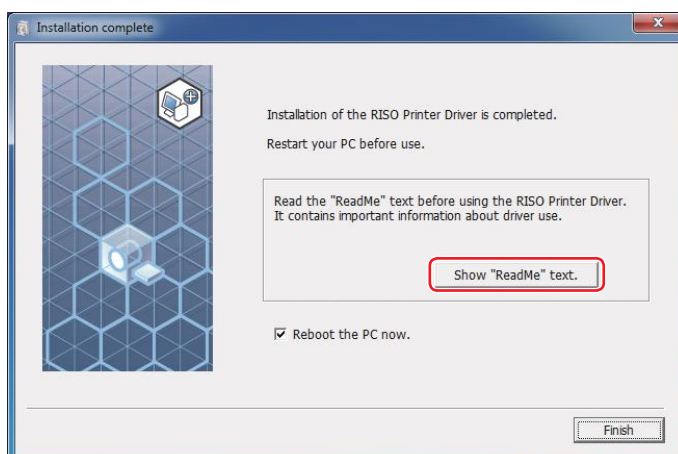 Installation complete
Installation of the RISO Printer Driver is completed.
Restart your PC before use.
Read the "ReadMe" text before using the RISO Printer Driver.
It contains important information about driver use.
Show "ReadMe" text.
Reboot the PC now.
Finish